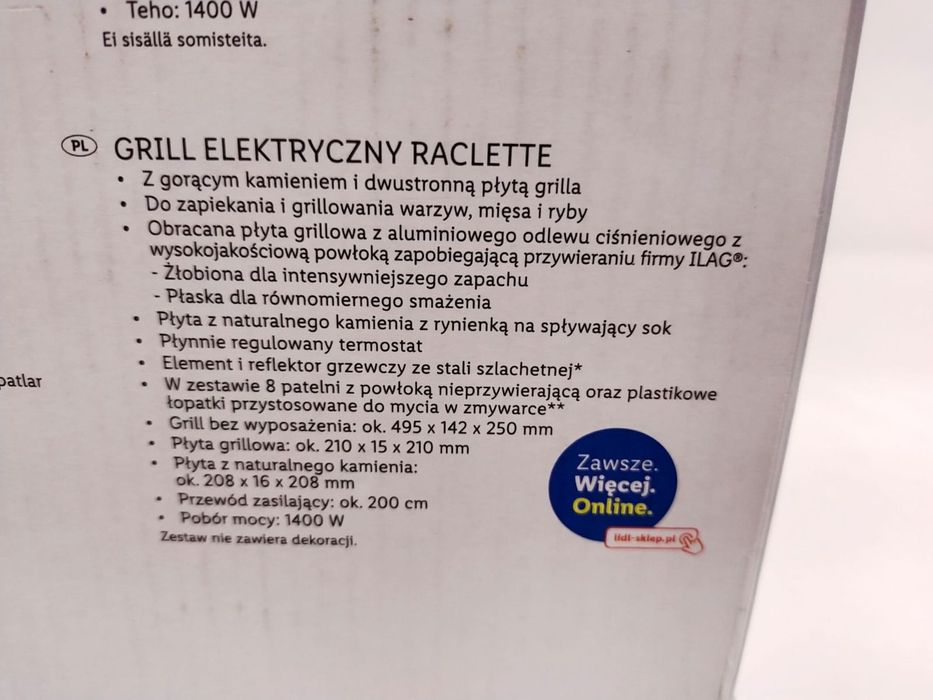 • Teho: 1400 W
Ei sisällä somisteita.
PL GRILL ELEKTRYCZNY RACLETTE
• Z gorącym kamieniem i dwustronną płytą grilla
• Do zapiekania i grillowania warzyw, mięsa i ryby
• Obracana płyta grillowa z aluminiowego odlewu ciśnieniowego z
wysokojakościową powłoką zapobiegającą przywieraniu firmy ILAG®:
- Żłobiona dla intensywniejszego zapachu
- Płaska dla równomiernego smażenia
• Płyta z naturalnego kamienia z rynienką na spływający sok
• Płynnie regulowany termostat
• Element i reflektor grzewczy ze stali szlachetnej*
patlar
• W zestawie 8 patelni z powłoką nieprzywierającą oraz plastikowe
łopatki przystosowane do mycia w zmywarce**
• Grill bez wyposażenia: ok. 495 x 142 x 250 mm
• Płyta grillowa: ok. 210 x 15 x 210 mm
• Płyta z naturalnego kamienia:
ok. 208 x 16 x 208 mm
• Przewód zasilający: ok. 200 cm
• Pobór mocy: 1400 W
Zestaw nie zawiera dekoracji.
Zawsze.
Więcej.
Online.
lidl-sklep.pl